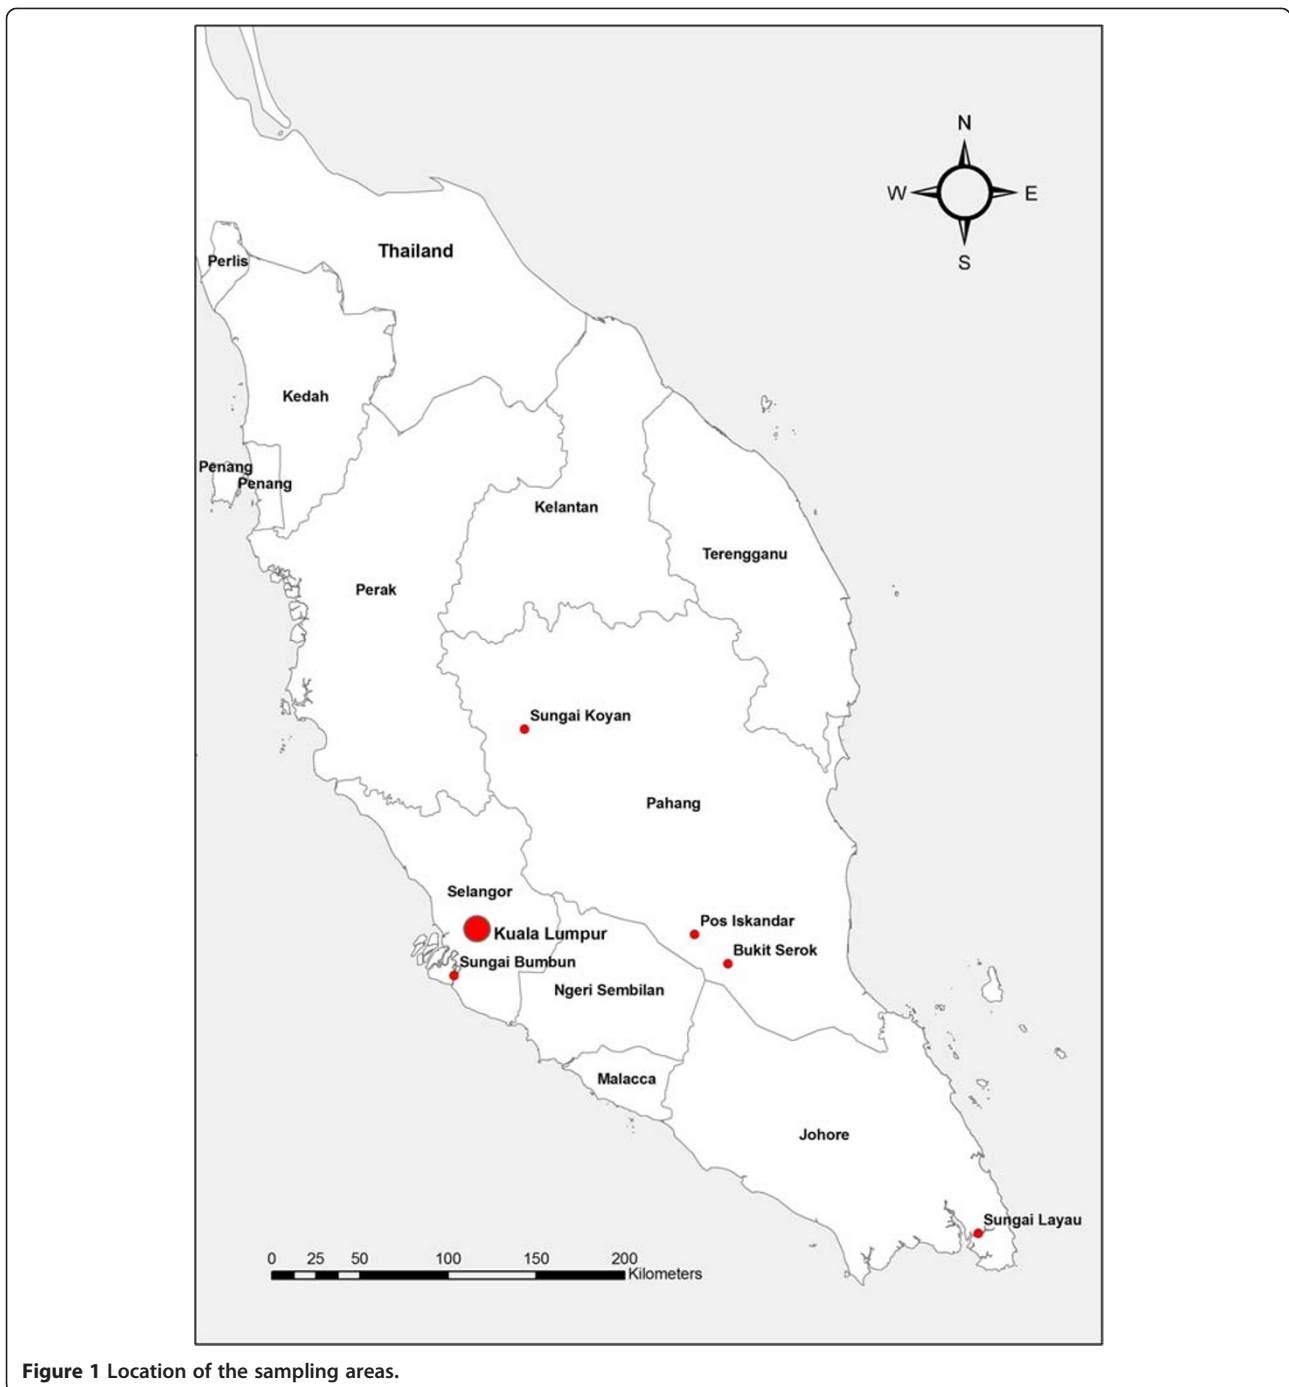 N
W E
S
Thailand
Perlis
Kedah
Penang
Penang
Kelantan
Terengganu
Perak
Sungai Koyan
Pahang
Selangor
Pos Iskandar
Kuala Lumpur
Bukit Serok
Sungai Bumbun
Ngeri Sembilan
Malacca
Johore
Sungai Layau
0 25 50 100 200
Kilometers
Figure 1 Location of the sampling areas.